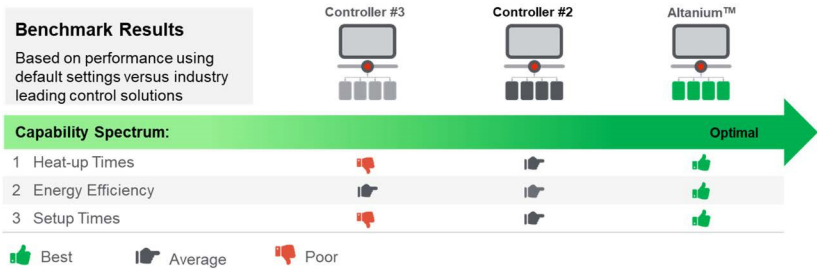 Benchmark Results
Based on performance using
default settings versus industry
leading control solutions
Controller #3
Controller #2
Altanium™
Capability Spectrum:
Optimal
1 Heat-up Times
2 Energy Efficiency
3 Setup Times
Best
Average
Poor